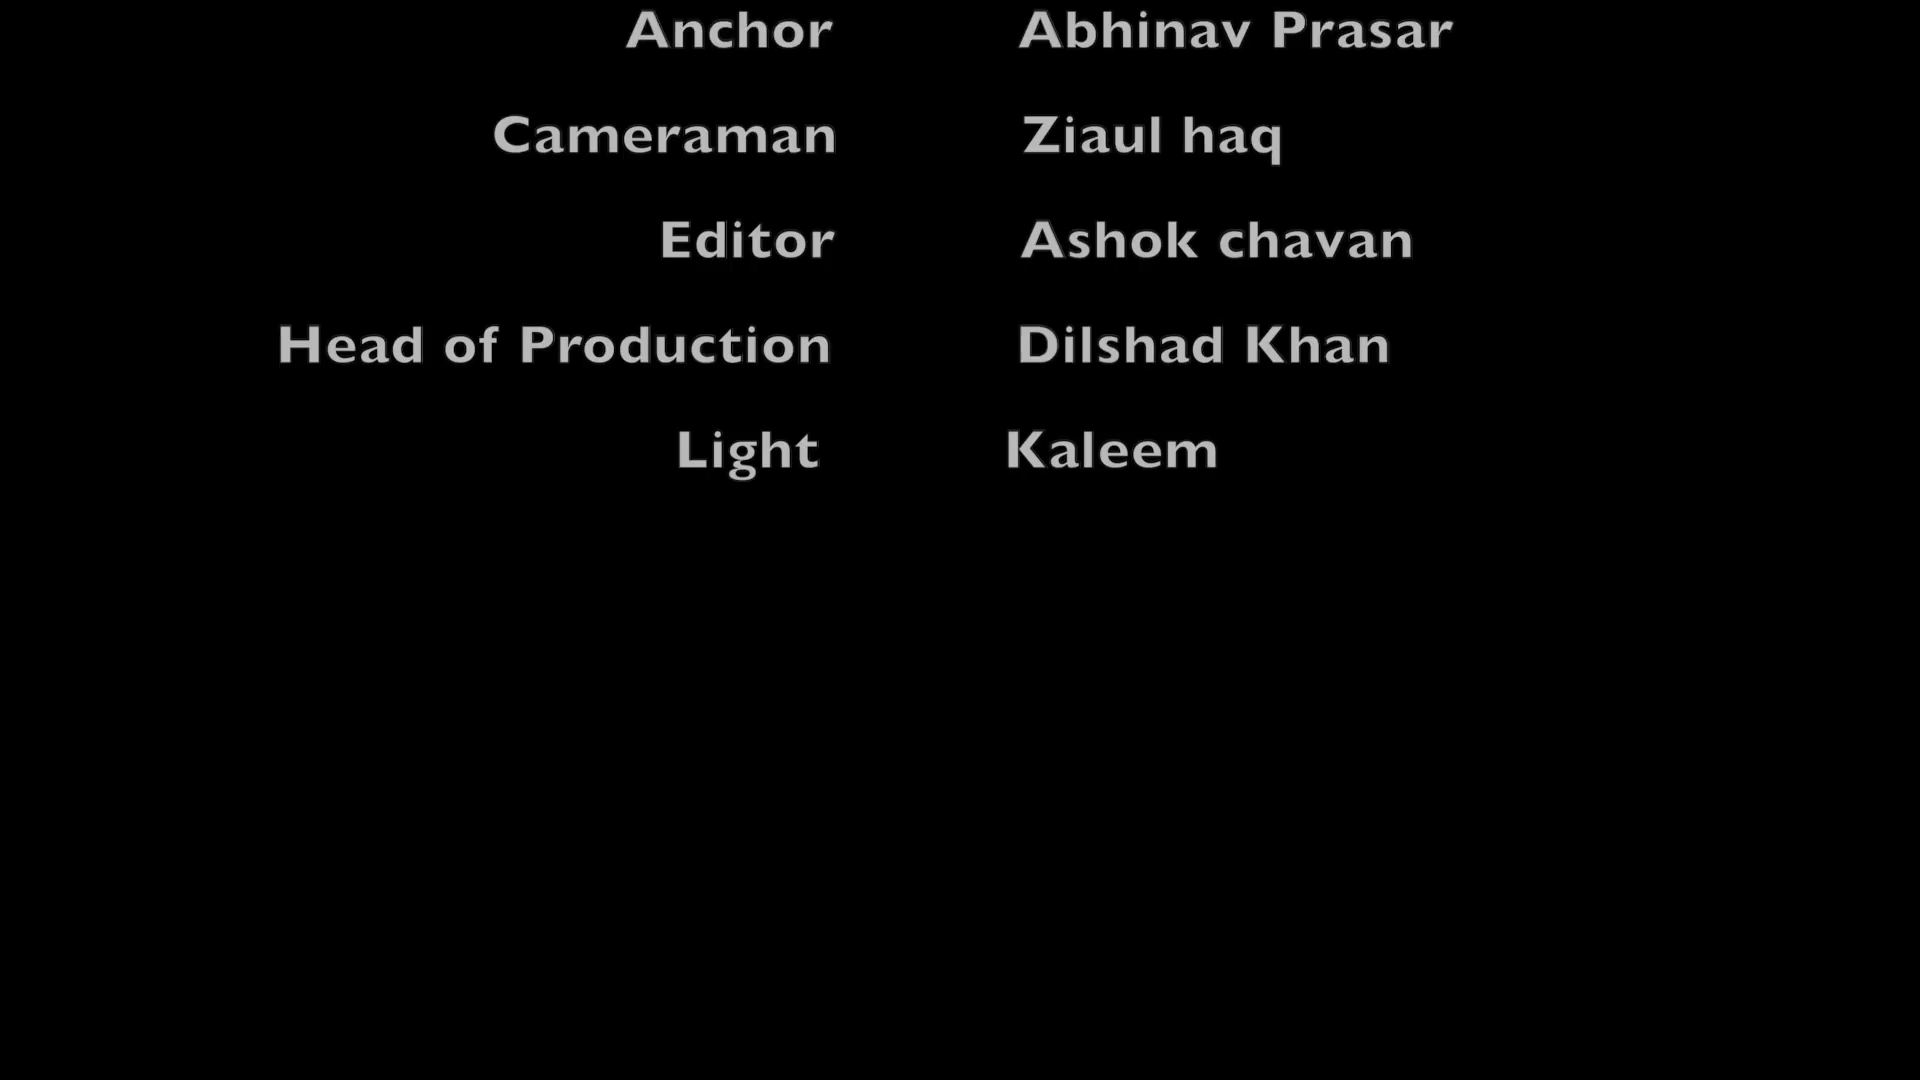 Anchor Abhinav Prasar
Cameraman Ziaul haq
Editor Ashok chavan
Head of Production Dilshad Khan
Light Kaleem